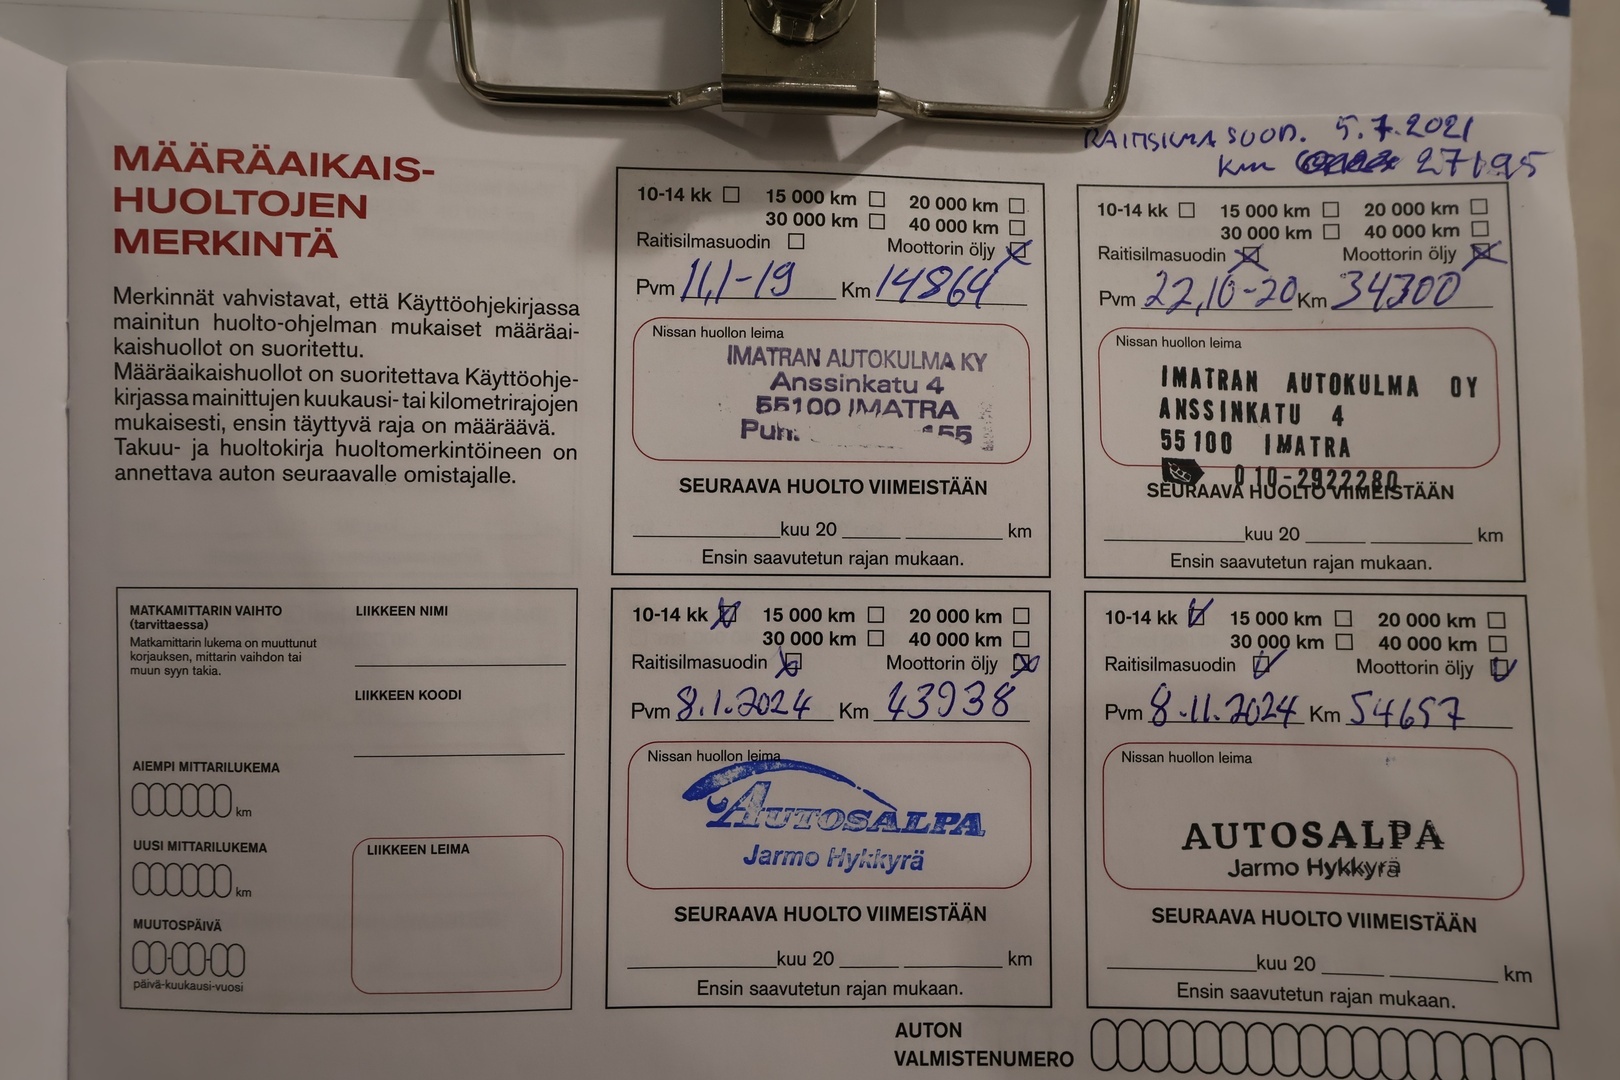 RAITISILMASUOD. 5.7.2021
Km 27195
MÄÄRÄAIKAIS-
HUOLTOJEN
MERKINTÄ
Merkinnät vahvistavat, että Käyttöohjekirjassa
mainitun huolto-ohjelman mukaiset määräai-
kaishuollot on suoritettu.
Määräaikaishuollot on suoritettava Käyttöohje-
kirjassa mainittujen kuukausi- tai kilometrirajojen
mukaisesti, ensin täyttyvä raja on määräävä.
Takuu- ja huoltokirja huoltomerkintöineen on
annettava auton seuraavalle omistajalle.
10-14 kk 15 000 km 20 000 km
30 000 km 40 000 km
Raitisilmasuodin Moottorin öljy
Pvm 11,1-19 Km 14864
Nissan huollon leima
IMATRAN AUTOKULMA KY
Anssinkatu 4
55100 IMATRA
Puh. 155
SEURAAVA HUOLTO VIIMEISTÄÄN
kuu 20 km
Ensin saavutetun rajan mukaan.
10-14 kk 15 000 km 20 000 km
30 000 km 40 000 km
Raitisilmasuodin Moottorin öljy
Pvm 22,10-20 Km 34300
Nissan huollon leima
IMATRAN AUTOKULMA OY
ANSSINKATU 4
55100 IMATRA
010-2922280
SEURAAVA HUOLTO VIIMEISTÄÄN
kuu 20 km
Ensin saavutetun rajan mukaan.
MATKAMITTARIN VAIHTO
(tarvittaessa)
Matkamittarin lukema on muuttunut
korjauksen, mittarin vaihdon tai
muun syyn takia.
LIIKKEEN NIMI
LIIKKEEN KOODI
AIEMPI MITTARILUKEMA
km
UUSI MITTARILUKEMA
km
MUUTOSPÄIVÄ
päivä-kuukausi-vuosi
LIIKKEEN LEIMA
10-14 kk 15 000 km 20 000 km
30 000 km 40 000 km
Raitisilmasuodin Moottorin öljy
Pvm 8.1.2024 Km 43938
Nissan huollon leima
AUTOSALPA
Jarmo Hykkyrä
SEURAAVA HUOLTO VIIMEISTÄÄN
kuu 20 km
Ensin saavutetun rajan mukaan.
10-14 kk 15 000 km 20 000 km
30 000 km 40 000 km
Raitisilmasuodin Moottorin öljy
Pvm 8.11.2024 Km 54657
Nissan huollon leima
AUTOSALPA
Jarmo Hykkyrä
SEURAAVA HUOLTO VIIMEISTÄÄN
kuu 20 km
Ensin saavutetun rajan mukaan.
AUTON
VALMISTENUMERO